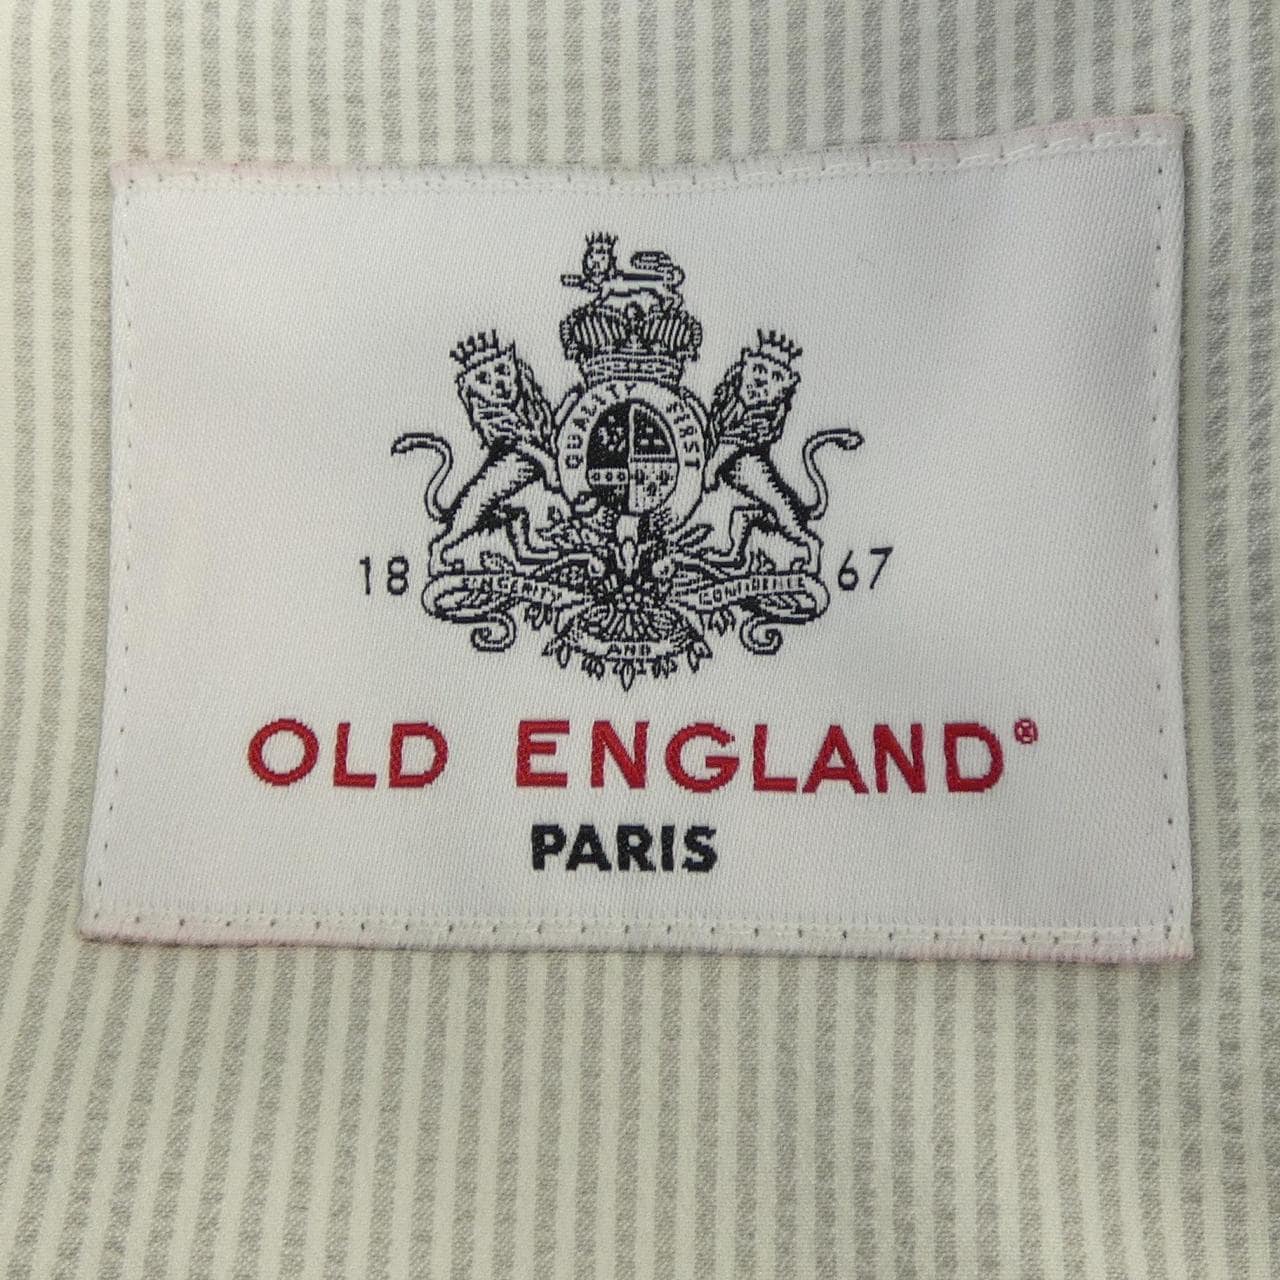 QUALITY FIRST
18 67
SINCERITY AND CONFIDENCE
OLD ENGLAND®
PARIS